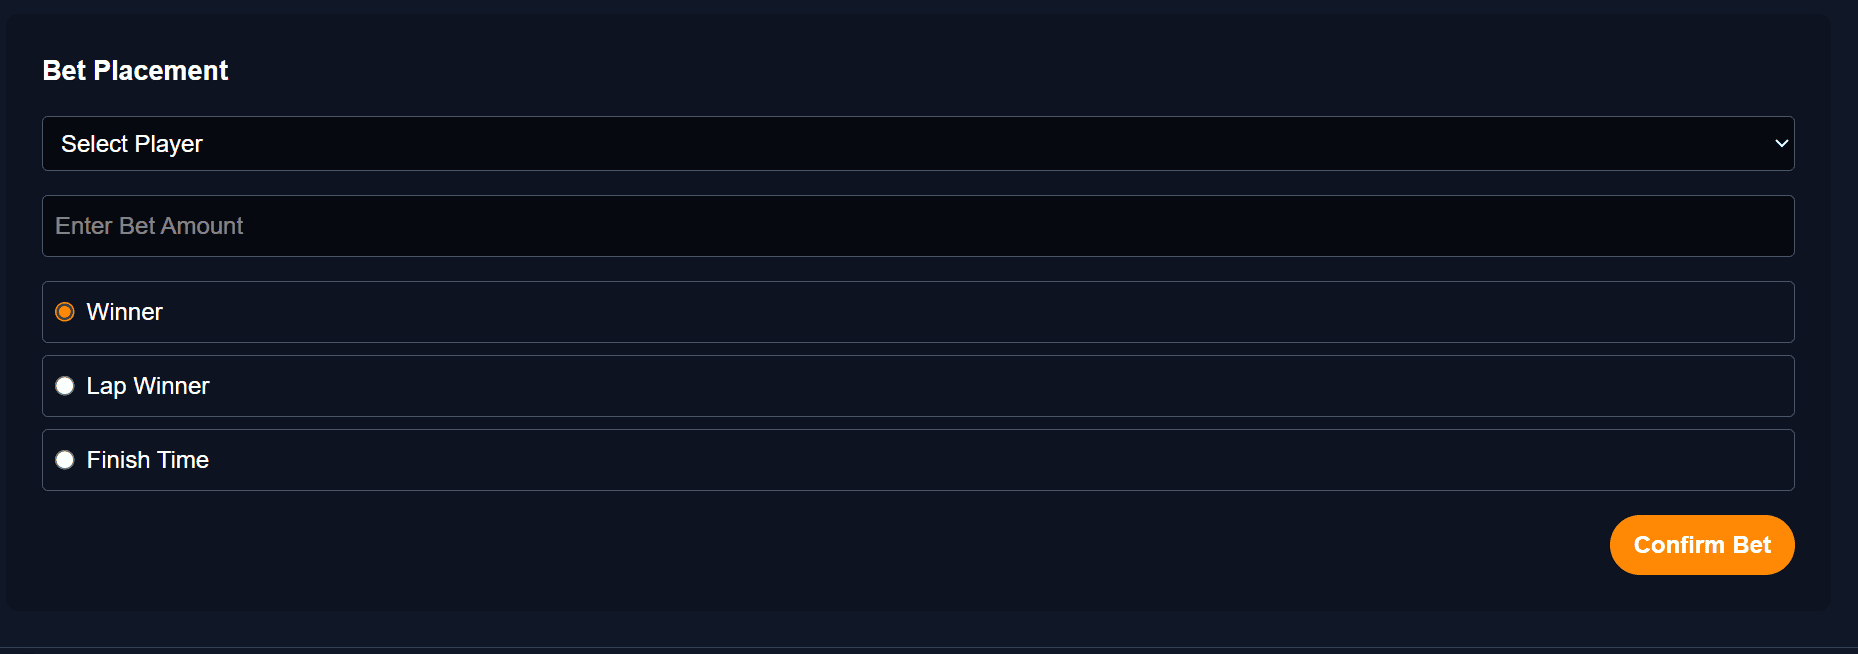 Bet Placement
Select Player
Enter Bet Amount
Winner
Lap Winner
Finish Time
Confirm Bet